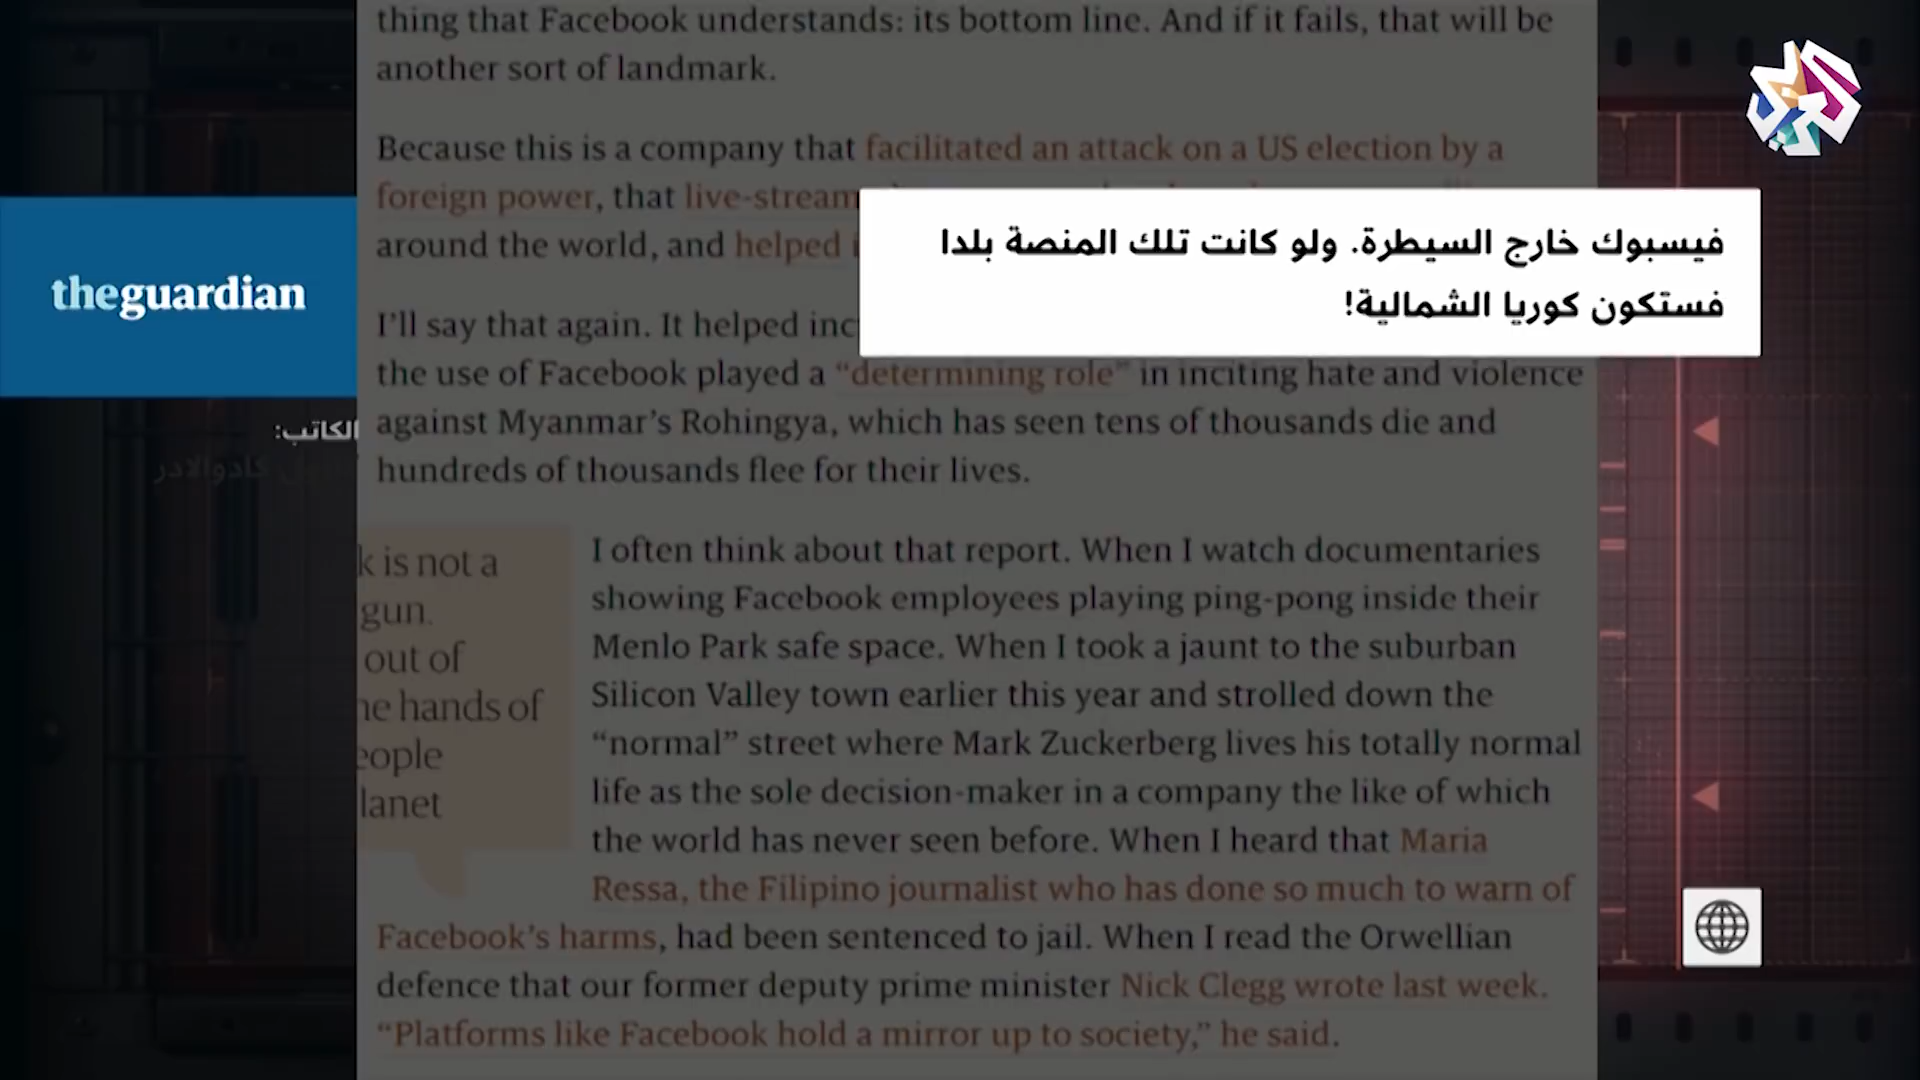 thing that Facebook understands: its bottom line. And if it fails, that will be
another sort of landmark.
Because this is a company that facilitated an attack on a US election by a
foreign power, that live-stream
around the world, and helped
I'll say that again. It helped inc
the use of Facebook played a “determining role” in inciting hate and violence
against Myanmar's Rohingya, which has seen tens of thousands die and
hundreds of thousands flee for their lives.
فيسبوك خارج السيطرة. ولو كانت تلك المنصة بلدا
فستكون كوريا الشمالية!
theguardian
الكاتب:
كادوالادر
k is not a
gun.
out of
he hands of
eople
lanet
I often think about that report. When I watch documentaries
showing Facebook employees playing ping-pong inside their
Menlo Park safe space. When I took a jaunt to the suburban
Silicon Valley town earlier this year and strolled down the
“normal” street where Mark Zuckerberg lives his totally normal
life as the sole decision-maker in a company the like of which
the world has never seen before. When I heard that Maria
Ressa, the Filipino journalist who has done so much to warn of
Facebook's harms, had been sentenced to jail. When I read the Orwellian
defence that our former deputy prime minister Nick Clegg wrote last week.
“Platforms like Facebook hold a mirror up to society,” he said.